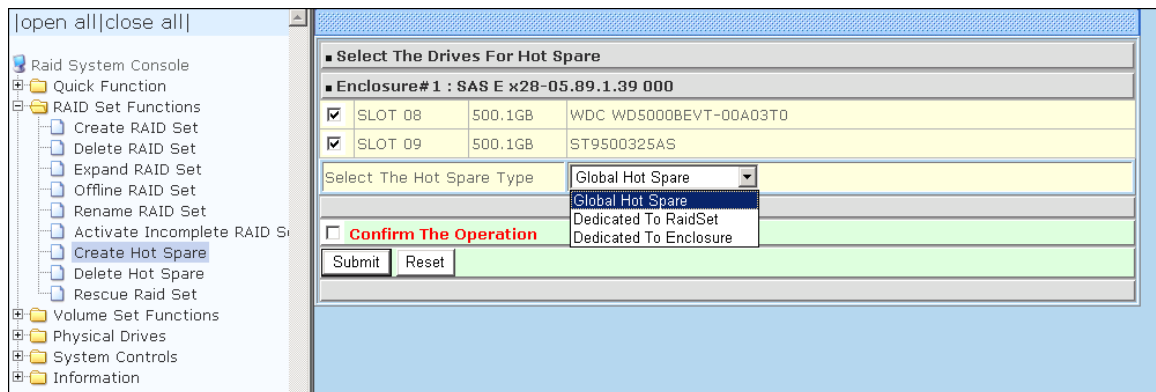 |open all|close all|
Raid System Console
Quick Function
RAID Set Functions
Create RAID Set
Delete RAID Set
Expand RAID Set
Offline RAID Set
Rename RAID Set
Activate Incomplete RAID S
Create Hot Spare
Delete Hot Spare
Rescue Raid Set
Volume Set Functions
Physical Drives
System Controls
Information
Select The Drives For Hot Spare
Enclosure#1 : SAS E x28-05.89.1.39 000
SLOT 08 500.1GB WDC WD5000BEVT-00A03T0
SLOT 09 500.1GB ST9500325AS
Select The Hot Spare Type Global Hot Spare
Global Hot Spare
Dedicated To RaidSet
Dedicated To Enclosure
Confirm The Operation
Submit Reset